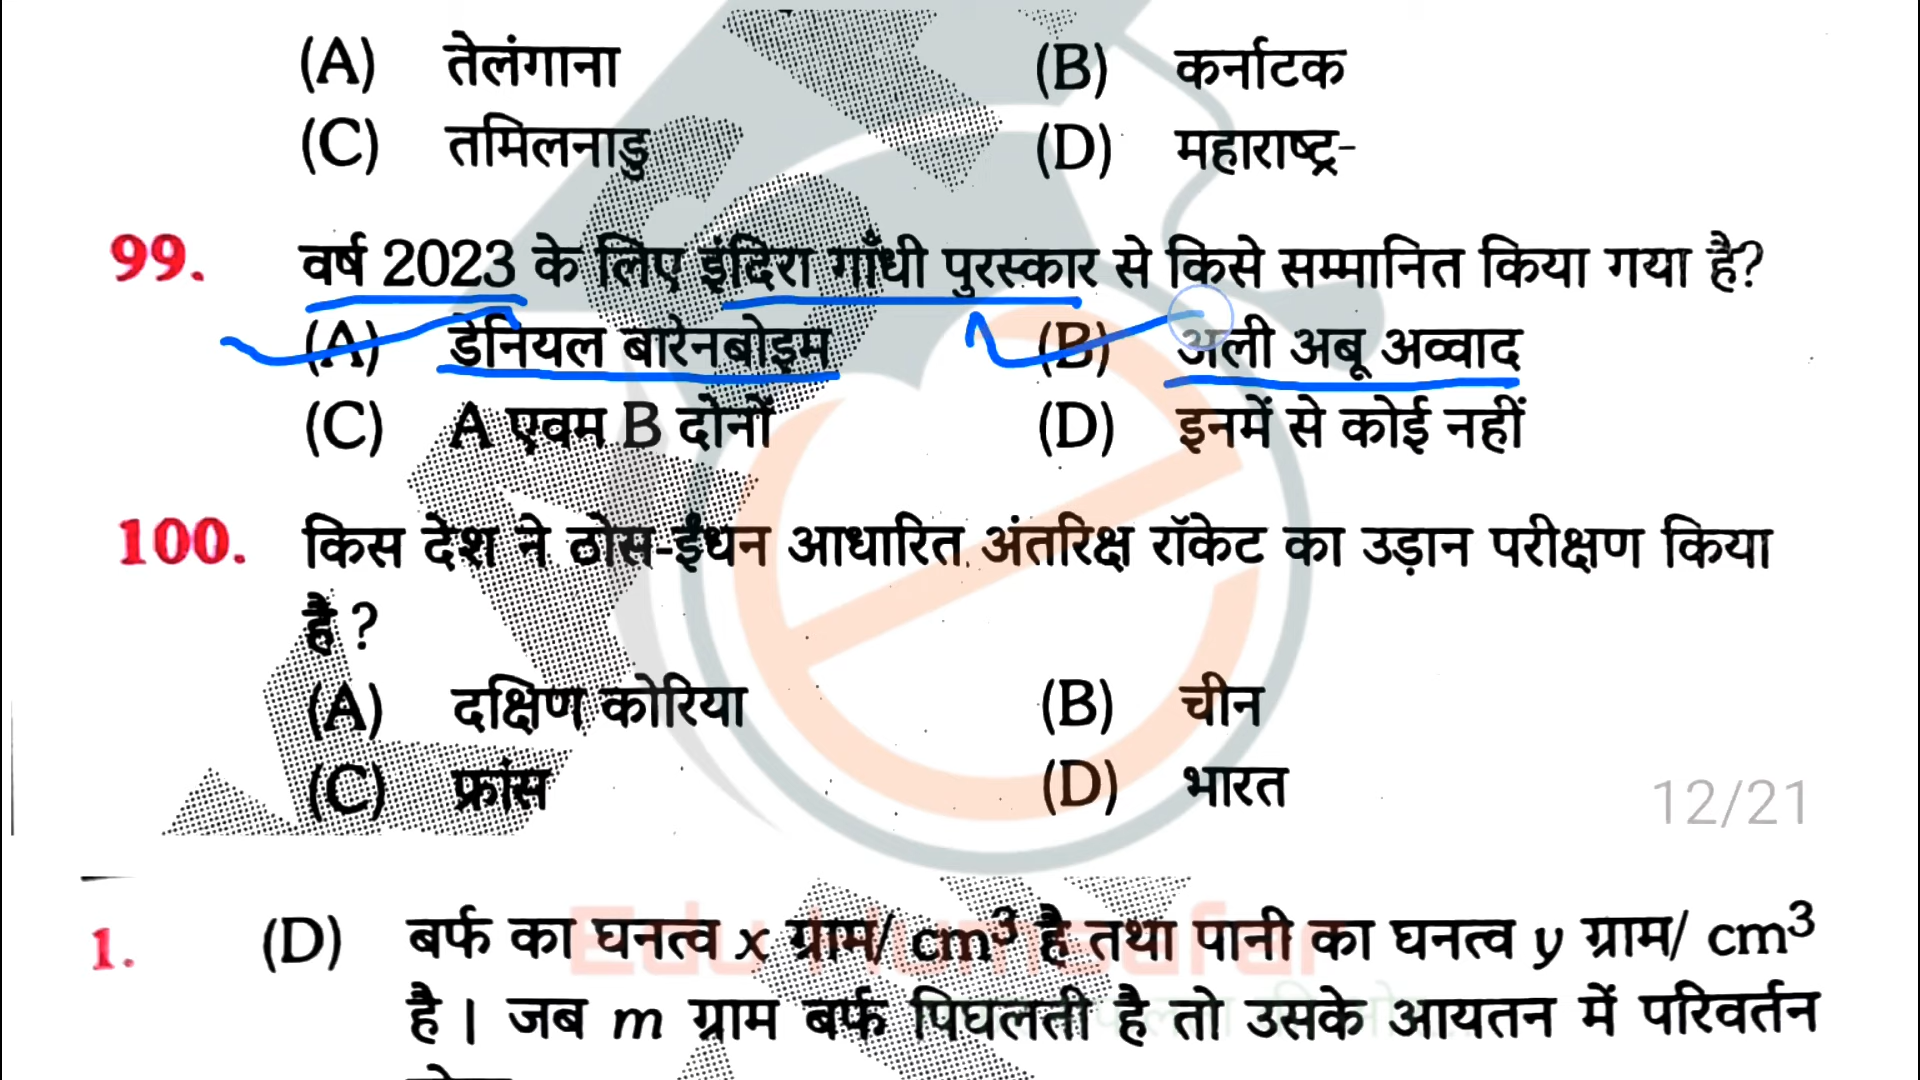 (A) तेलंगाना (B) कर्नाटक
(C) तमिलनाडु (D) महाराष्ट्र-
99. वर्ष 2023 के लिए इंदिरा गाँधी पुरस्कार से किसे सम्मानित किया गया है?
(A) डेनियल बारेनबोइम (B) अली अबू अव्वाद
(C) A एवम B दोनों (D) इनमें से कोई नहीं
100. किस देश ने ठोस-ईंधन आधारित अंतरिक्ष रॉकेट का उड़ान परीक्षण किया
है ?
(A) दक्षिण कोरिया (B) चीन
(C) फ्रांस (D) भारत
12/21
1. (D) बर्फ का घनत्व x ग्राम/ cm³ है तथा पानी का घनत्व y ग्राम/ cm³
Edu Humsafar
है | जब m ग्राम बर्फ पिघलती है तो उसके आयतन में परिवर्तन